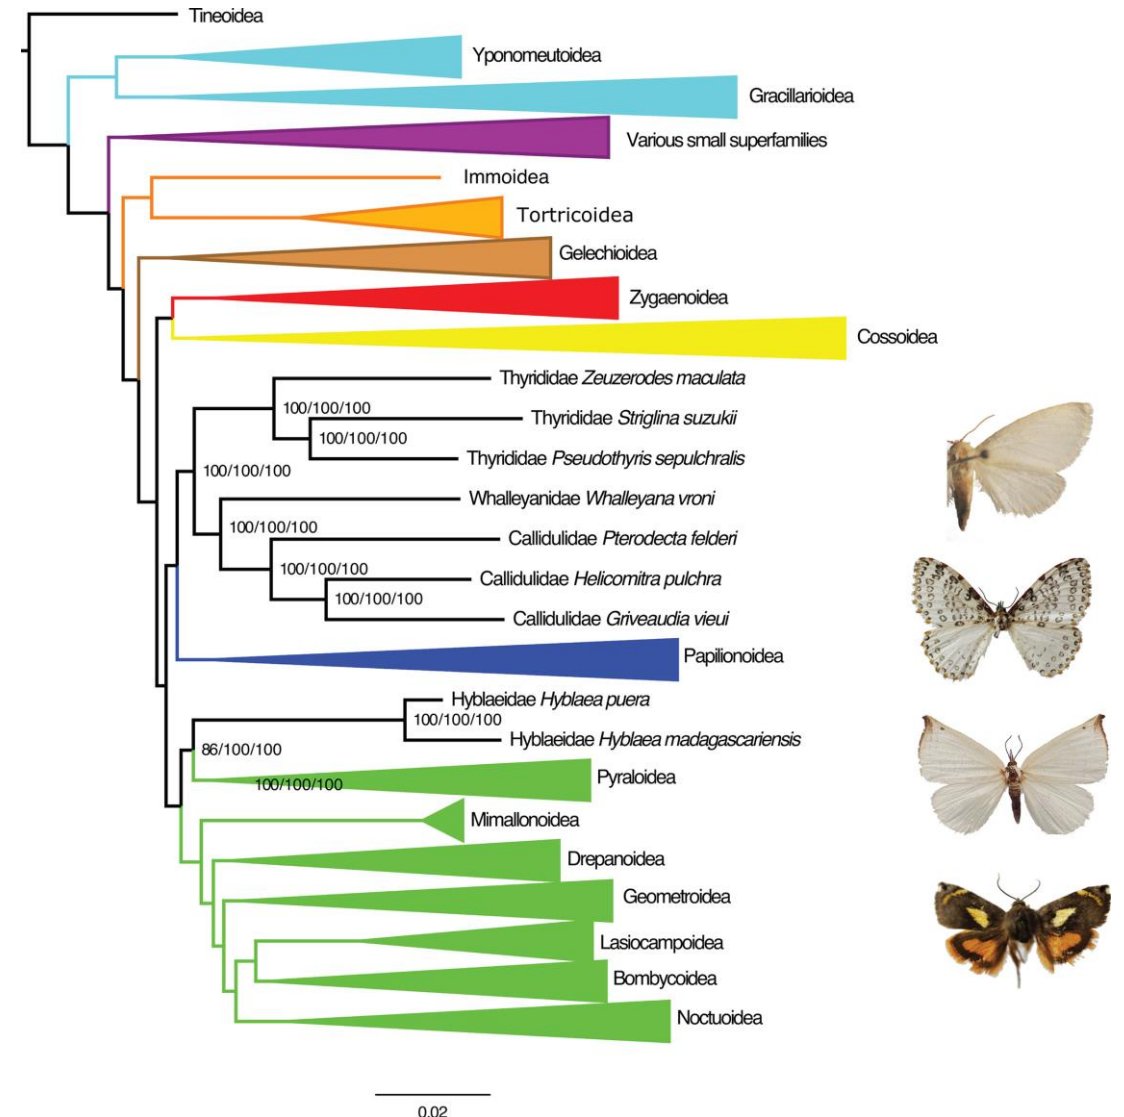 Tineoidea
Yponomeutoidea
Gracillarioidea
Various small superfamilies
Immoidea
Tortricoidea
Gelechioidea
Zygaenoidea
Cossoidea
Thyrididae Zeuzerodes maculata
100/100/100
Thyrididae Striglina suzukii
100/100/100
Thyrididae Pseudothyris sepulchralis
100/100/100
Whalleyanidae Whalleyana vroni
100/100/100
Callidulidae Pterodecta felderi
100/100/100
Callidulidae Helicomitra pulchra
100/100/100
Callidulidae Griveaudia vieui
Papilionoidea
Hyblaeidae Hyblaea puera
100/100/100
Hyblaeidae Hyblaea madagascariensis
86/100/100
Pyraloidea
100/100/100
Mimallonoidea
Drepanoidea
Geometroidea
Lasiocampoidea
Bombycoidea
Noctuoidea
0.02